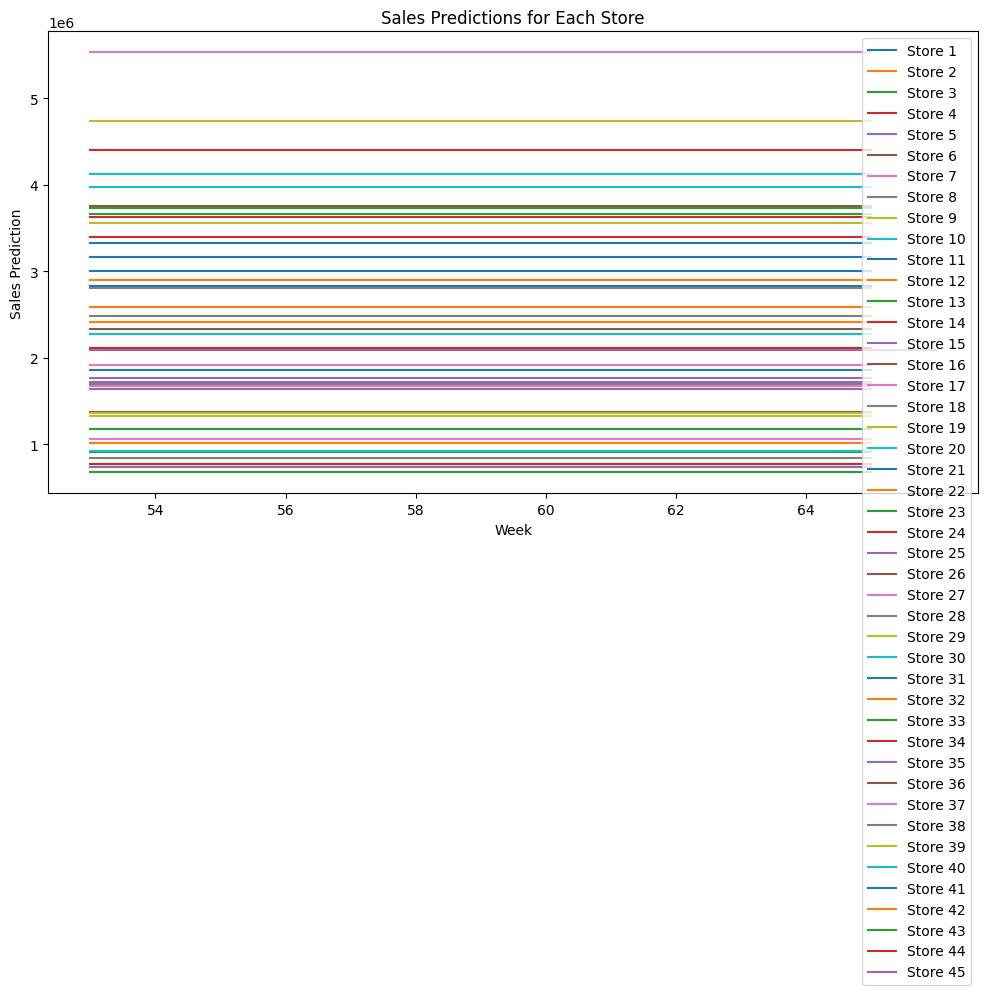 Sales Predictions for Each Store
1e6
5
4
3
2
1
Sales Prediction
54
56
58
60
62
64
Week
Store 1
Store 2
Store 3
Store 4
Store 5
Store 6
Store 7
Store 8
Store 9
Store 10
Store 11
Store 12
Store 13
Store 14
Store 15
Store 16
Store 17
Store 18
Store 19
Store 20
Store 21
Store 22
Store 23
Store 24
Store 25
Store 26
Store 27
Store 28
Store 29
Store 30
Store 31
Store 32
Store 33
Store 34
Store 35
Store 36
Store 37
Store 38
Store 39
Store 40
Store 41
Store 42
Store 43
Store 44
Store 45